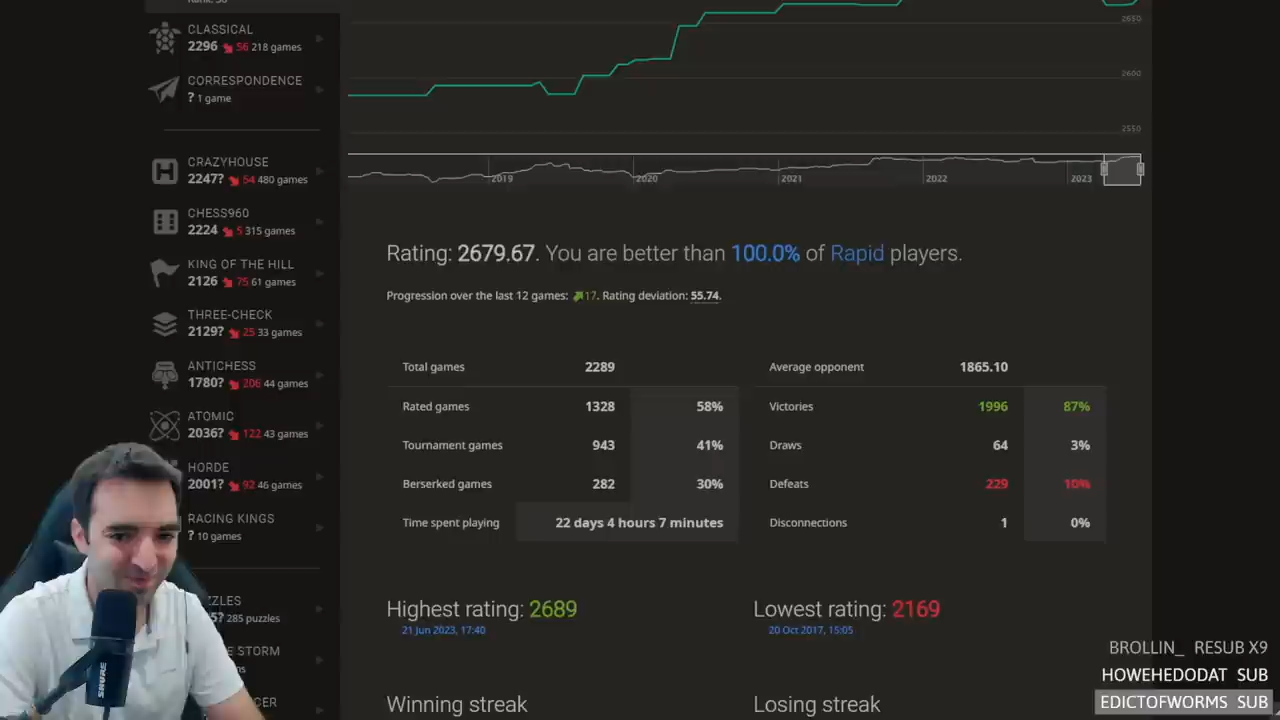 CLASSICAL
2296 56 218 games
CORRESPONDENCE
? 1 game
CRAZYHOUSE
2247? 54 480 games
CHESS960
2224 5 315 games
KING OF THE HILL
2126 75 61 games
THREE-CHECK
2129? 25 33 games
ANTICHESS
1780? 206 44 games
ATOMIC
2036? 122 43 games
HORDE
2001? 92 46 games
RACING KINGS
? 10 games
ZZLES
5? 285 puzzles
STORM
2650
2600
2550
2019 2020 2021 2022 2023
Rating: 2679.67. You are better than 100.0% of Rapid players.
Progression over the last 12 games: 17. Rating deviation: 55.74.
Total games 2289
Rated games 1328 58%
Tournament games 943 41%
Berserked games 282 30%
Time spent playing 22 days 4 hours 7 minutes
Average opponent 1865.10
Victories 1996 87%
Draws 64 3%
Defeats 229 10%
Disconnections 1 0%
Highest rating: 2689
21 Jun 2023, 17:40
Lowest rating: 2169
20 Oct 2017, 15:05
Winning streak
Losing streak
SHURE
BROLLIN_ RESUB X9
HOWEHEDODAT SUB
EDICTOFWORMS SUB